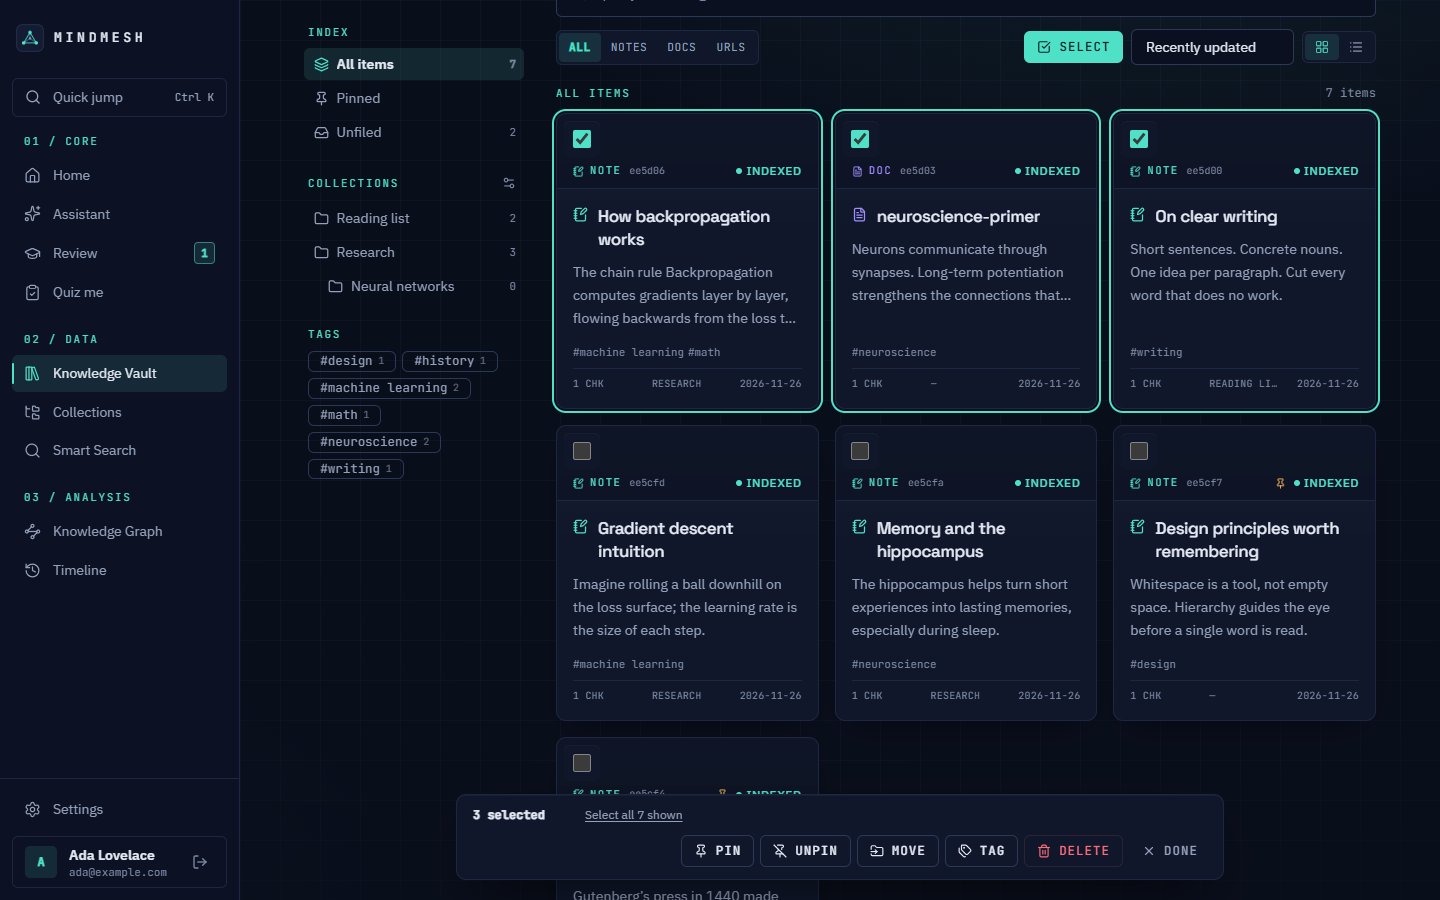 MINDMESH
Quick jump Ctrl K
01 / CORE
Home
Assistant
Review 1
Quiz me
02 / DATA
Knowledge Vault
Collections
Smart Search
03 / ANALYSIS
Knowledge Graph
Timeline
Settings
A Ada Lovelace
ada@example.com
INDEX
All items 7
Pinned
Unfiled 2
COLLECTIONS
Reading list 2
Research 3
Neural networks 0
TAGS
#design 1 #history 1
#machine learning 2
#math 1
#neuroscience 2
#writing 1
ALL NOTES DOCS URLS
SELECT Recently updated
ALL ITEMS 7 items
NOTE ee5d06 INDEXED
How backpropagation
works
The chain rule Backpropagation
computes gradients layer by layer,
flowing backwards from the loss t...
#machine learning #math
1 CHK RESEARCH 2026-11-26
DOC ee5d03 INDEXED
neuroscience-primer
Neurons communicate through
synapses. Long-term potentiation
strengthens the connections that...
#neuroscience
1 CHK — 2026-11-26
NOTE ee5d00 INDEXED
On clear writing
Short sentences. Concrete nouns.
One idea per paragraph. Cut every
word that does no work.
#writing
1 CHK READING LI… 2026-11-26
NOTE ee5cfd INDEXED
Gradient descent
intuition
Imagine rolling a ball downhill on
the loss surface; the learning rate is
the size of each step.
#machine learning
1 CHK RESEARCH 2026-11-26
NOTE ee5cfa INDEXED
Memory and the
hippocampus
The hippocampus helps turn short
experiences into lasting memories,
especially during sleep.
#neuroscience
1 CHK RESEARCH 2026-11-26
NOTE ee5cf7 INDEXED
Design principles worth
remembering
Whitespace is a tool, not empty
space. Hierarchy guides the eye
before a single word is read.
#design
1 CHK — 2026-11-26
NOTE ee5cf4 INDEXED
3 selected Select all 7 shown
PIN UNPIN MOVE TAG DELETE DONE
Gutenberg's press in 1440 made